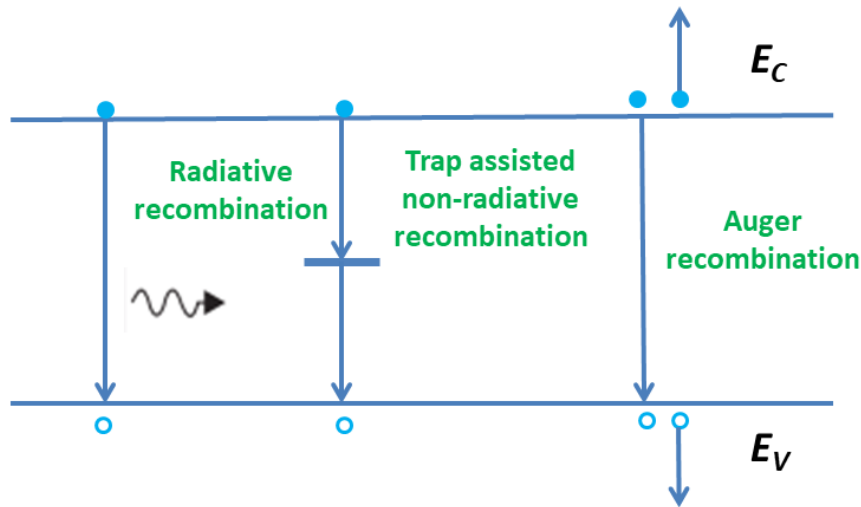 E_C
Radiative
recombination
Trap assisted
non-radiative
recombination
Auger
recombination
E_V